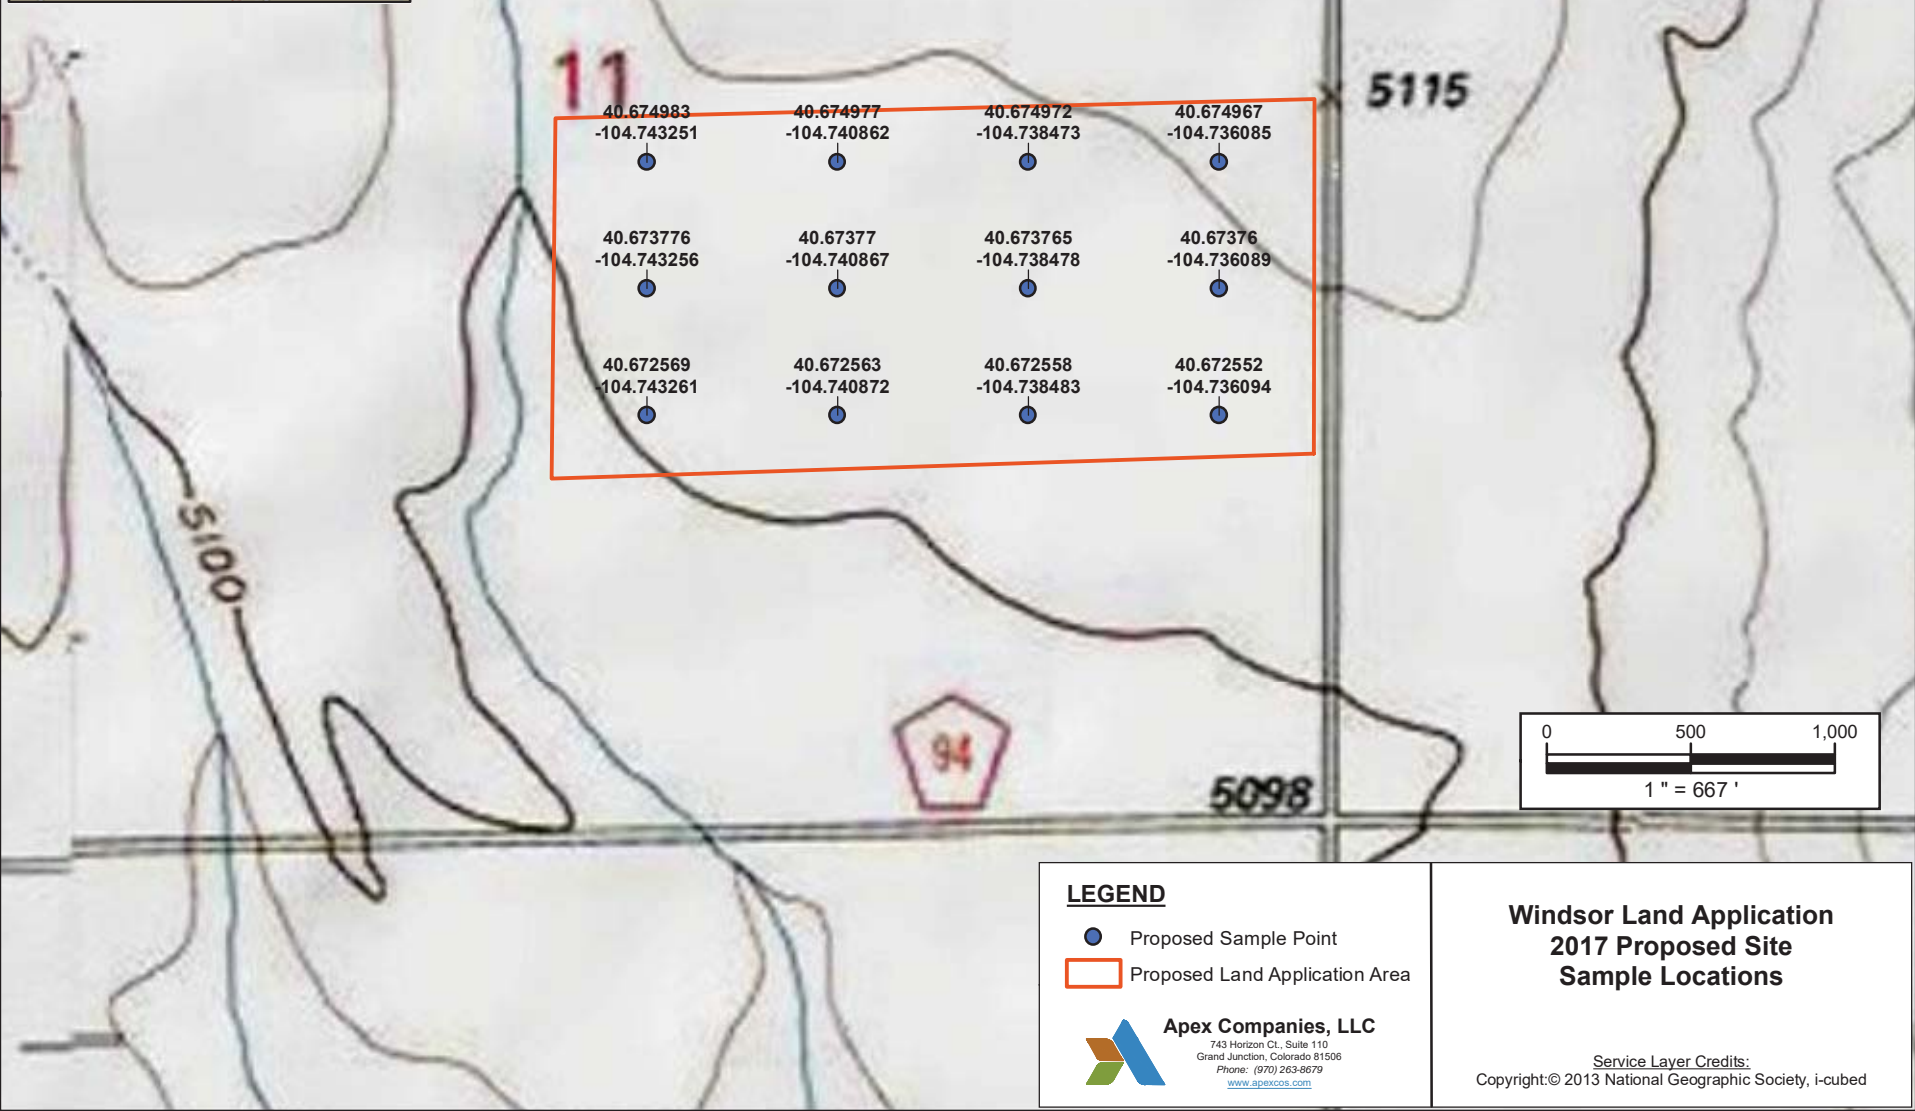 11
5115
40.674983
-104.743251
40.674977
-104.740862
40.674972
-104.738473
40.674967
-104.736085
40.673776
-104.743256
40.67377
-104.740867
40.673765
-104.738478
40.67376
-104.736089
40.672569
-104.743261
40.672563
-104.740872
40.672558
-104.738483
40.672552
-104.736094
5100
94
5098
0 500 1,000
1 " = 667 '
LEGEND
Proposed Sample Point
Proposed Land Application Area
Apex Companies, LLC
743 Horizon Ct., Suite 110
Grand Junction, Colorado 81506
Phone: (970) 263-8679
www.apexcos.com
Windsor Land Application
2017 Proposed Site
Sample Locations
Service Layer Credits:
Copyright:© 2013 National Geographic Society, i-cubed